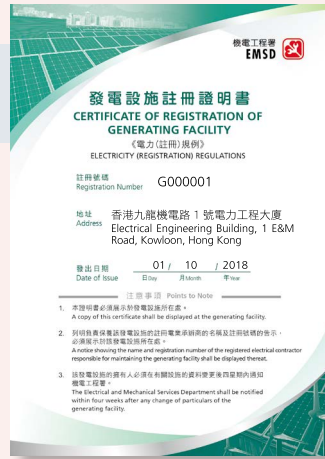 機電工程署
EMSD
發電設施註冊證明書
CERTIFICATE OF REGISTRATION OF
GENERATING FACILITY
《電力(註冊)規例》
ELECTRICITY (REGISTRATION) REGULATIONS
註冊號碼
Registration Number G000001
地址 香港九龍機電路 1 號電力工程大廈
Address Electrical Engineering Building, 1 E&M
Road, Kowloon, Hong Kong
發出日期 01 / 10 / 2018
Date of Issue 日Day 月Month 年Year
注意事項 Points to Note
1. 本證明書必須展示於發電設施所在處。
A copy of this certificate shall be displayed at the generating facility.
2. 列明負責保養該發電設施的註冊電業承辦商的名稱及註冊號碼的告示,
必須展示於該發電設施所在處。
A notice showing the name and registration number of the registered electrical contractor
responsible for maintaining the generating facility shall be displayed thereat.
3. 該發電設施的擁有人必須在有關設施的資料變更後四星期內通知
機電工程署。
The Electrical and Mechanical Services Department shall be notified
within four weeks after any change of particulars of the
generating facility.